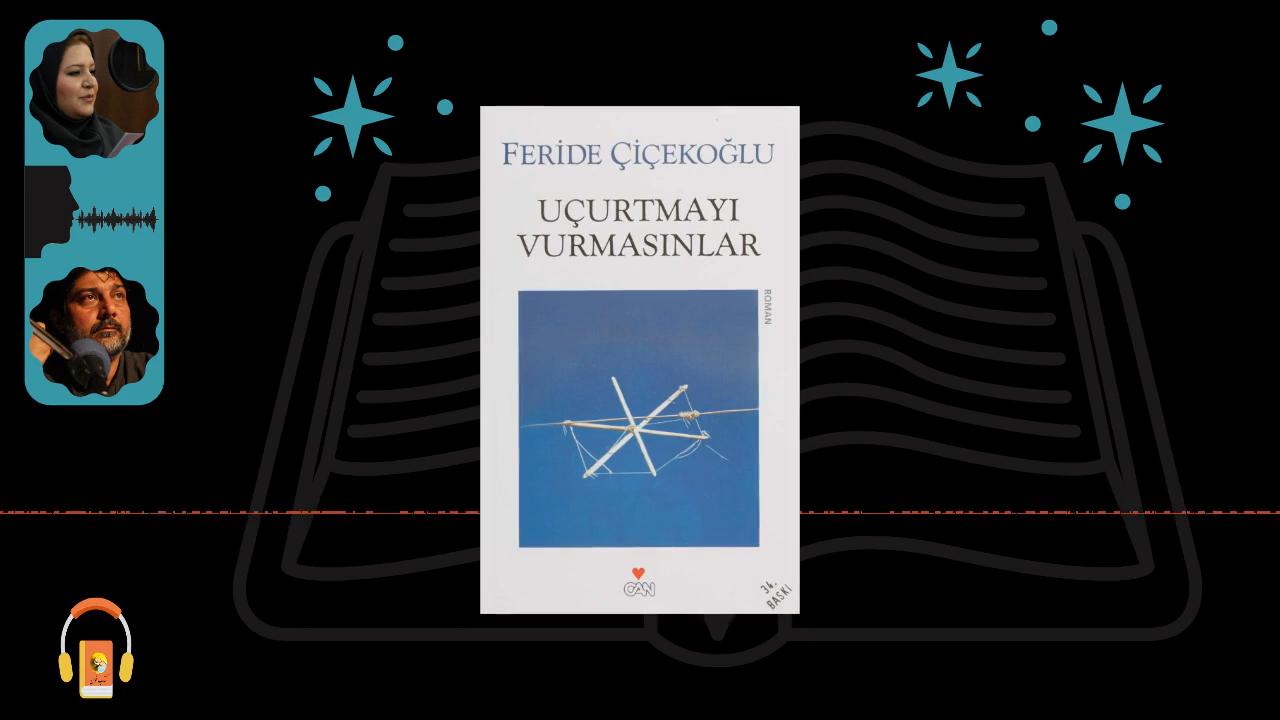 FERİDE ÇİÇEKOĞLU
UÇURTMAYI
VURMASINLAR
ROMAN
CAN
34.
BASKI